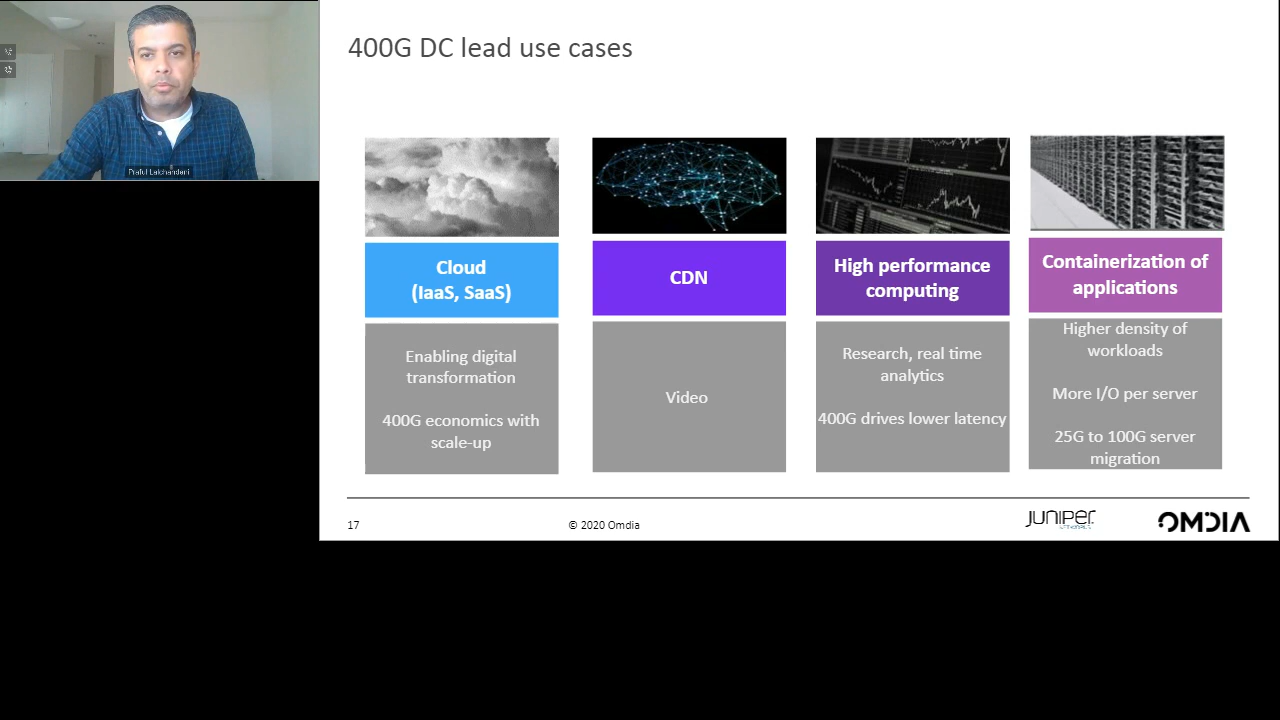 Praful Lalchandani
400G DC lead use cases
Cloud
(IaaS, SaaS)
Enabling digital
transformation
400G economics with
scale-up
CDN
Video
High performance
computing
Research, real time
analytics
400G drives lower latency
Containerization of
applications
Higher density of
workloads
More I/O per server
25G to 100G server
migration
17
© 2020 Omdia
JUNIPER
OMDIA